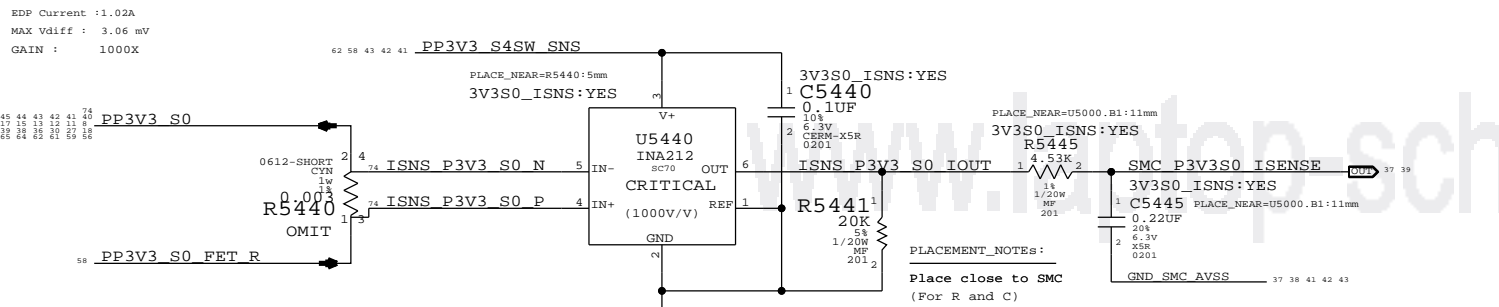 EDP Current :1.02A
MAX Vdiff : 3.06 mV
GAIN : 1000X
62 58 43 42 41 PP3V3_S4SW_SNS
PLACE_NEAR=R5440:5mm
3V3S0_ISNS:YES
3
V+
U5440
INA212
SC70
CRITICAL
(1000V/V)
5 IN-
4 IN+
OUT 6
REF 1
GND
2
74
45 44 43 42 41 40
17 15 13 12 11 8
39 38 36 30 27 18
65 64 62 61 59 56
PP3V3_S0
0612-SHORT
CYN
1W
1%
0.003
R5440
OMIT
2 4
1 3
74 ISNS_P3V3_S0_N
74 ISNS_P3V3_S0_P
58 PP3V3_S0_FET_R
3V3S0_ISNS:YES
1 C5440
0.1UF
10%
2 6.3V
CERM-X5R
0201
ISNS_P3V3_S0_IOUT
R5441 1
20K
5%
1/20W
MF
201 2
PLACE_NEAR=U5000.B1:11mm
3V3S0_ISNS:YES
R5445
1 4.53K 2
1%
1/20W
MF
201
SMC_P3V3S0_ISENSE
OUT 37 39
3V3S0_ISNS:YES
1 C5445 PLACE_NEAR=U5000.B1:11mm
0.22UF
20%
2 6.3V
X5R
0201
GND_SMC_AVSS 37 38 41 42 43
PLACEMENT_NOTEs:
Place close to SMC
(For R and C)
www.laptop-sch